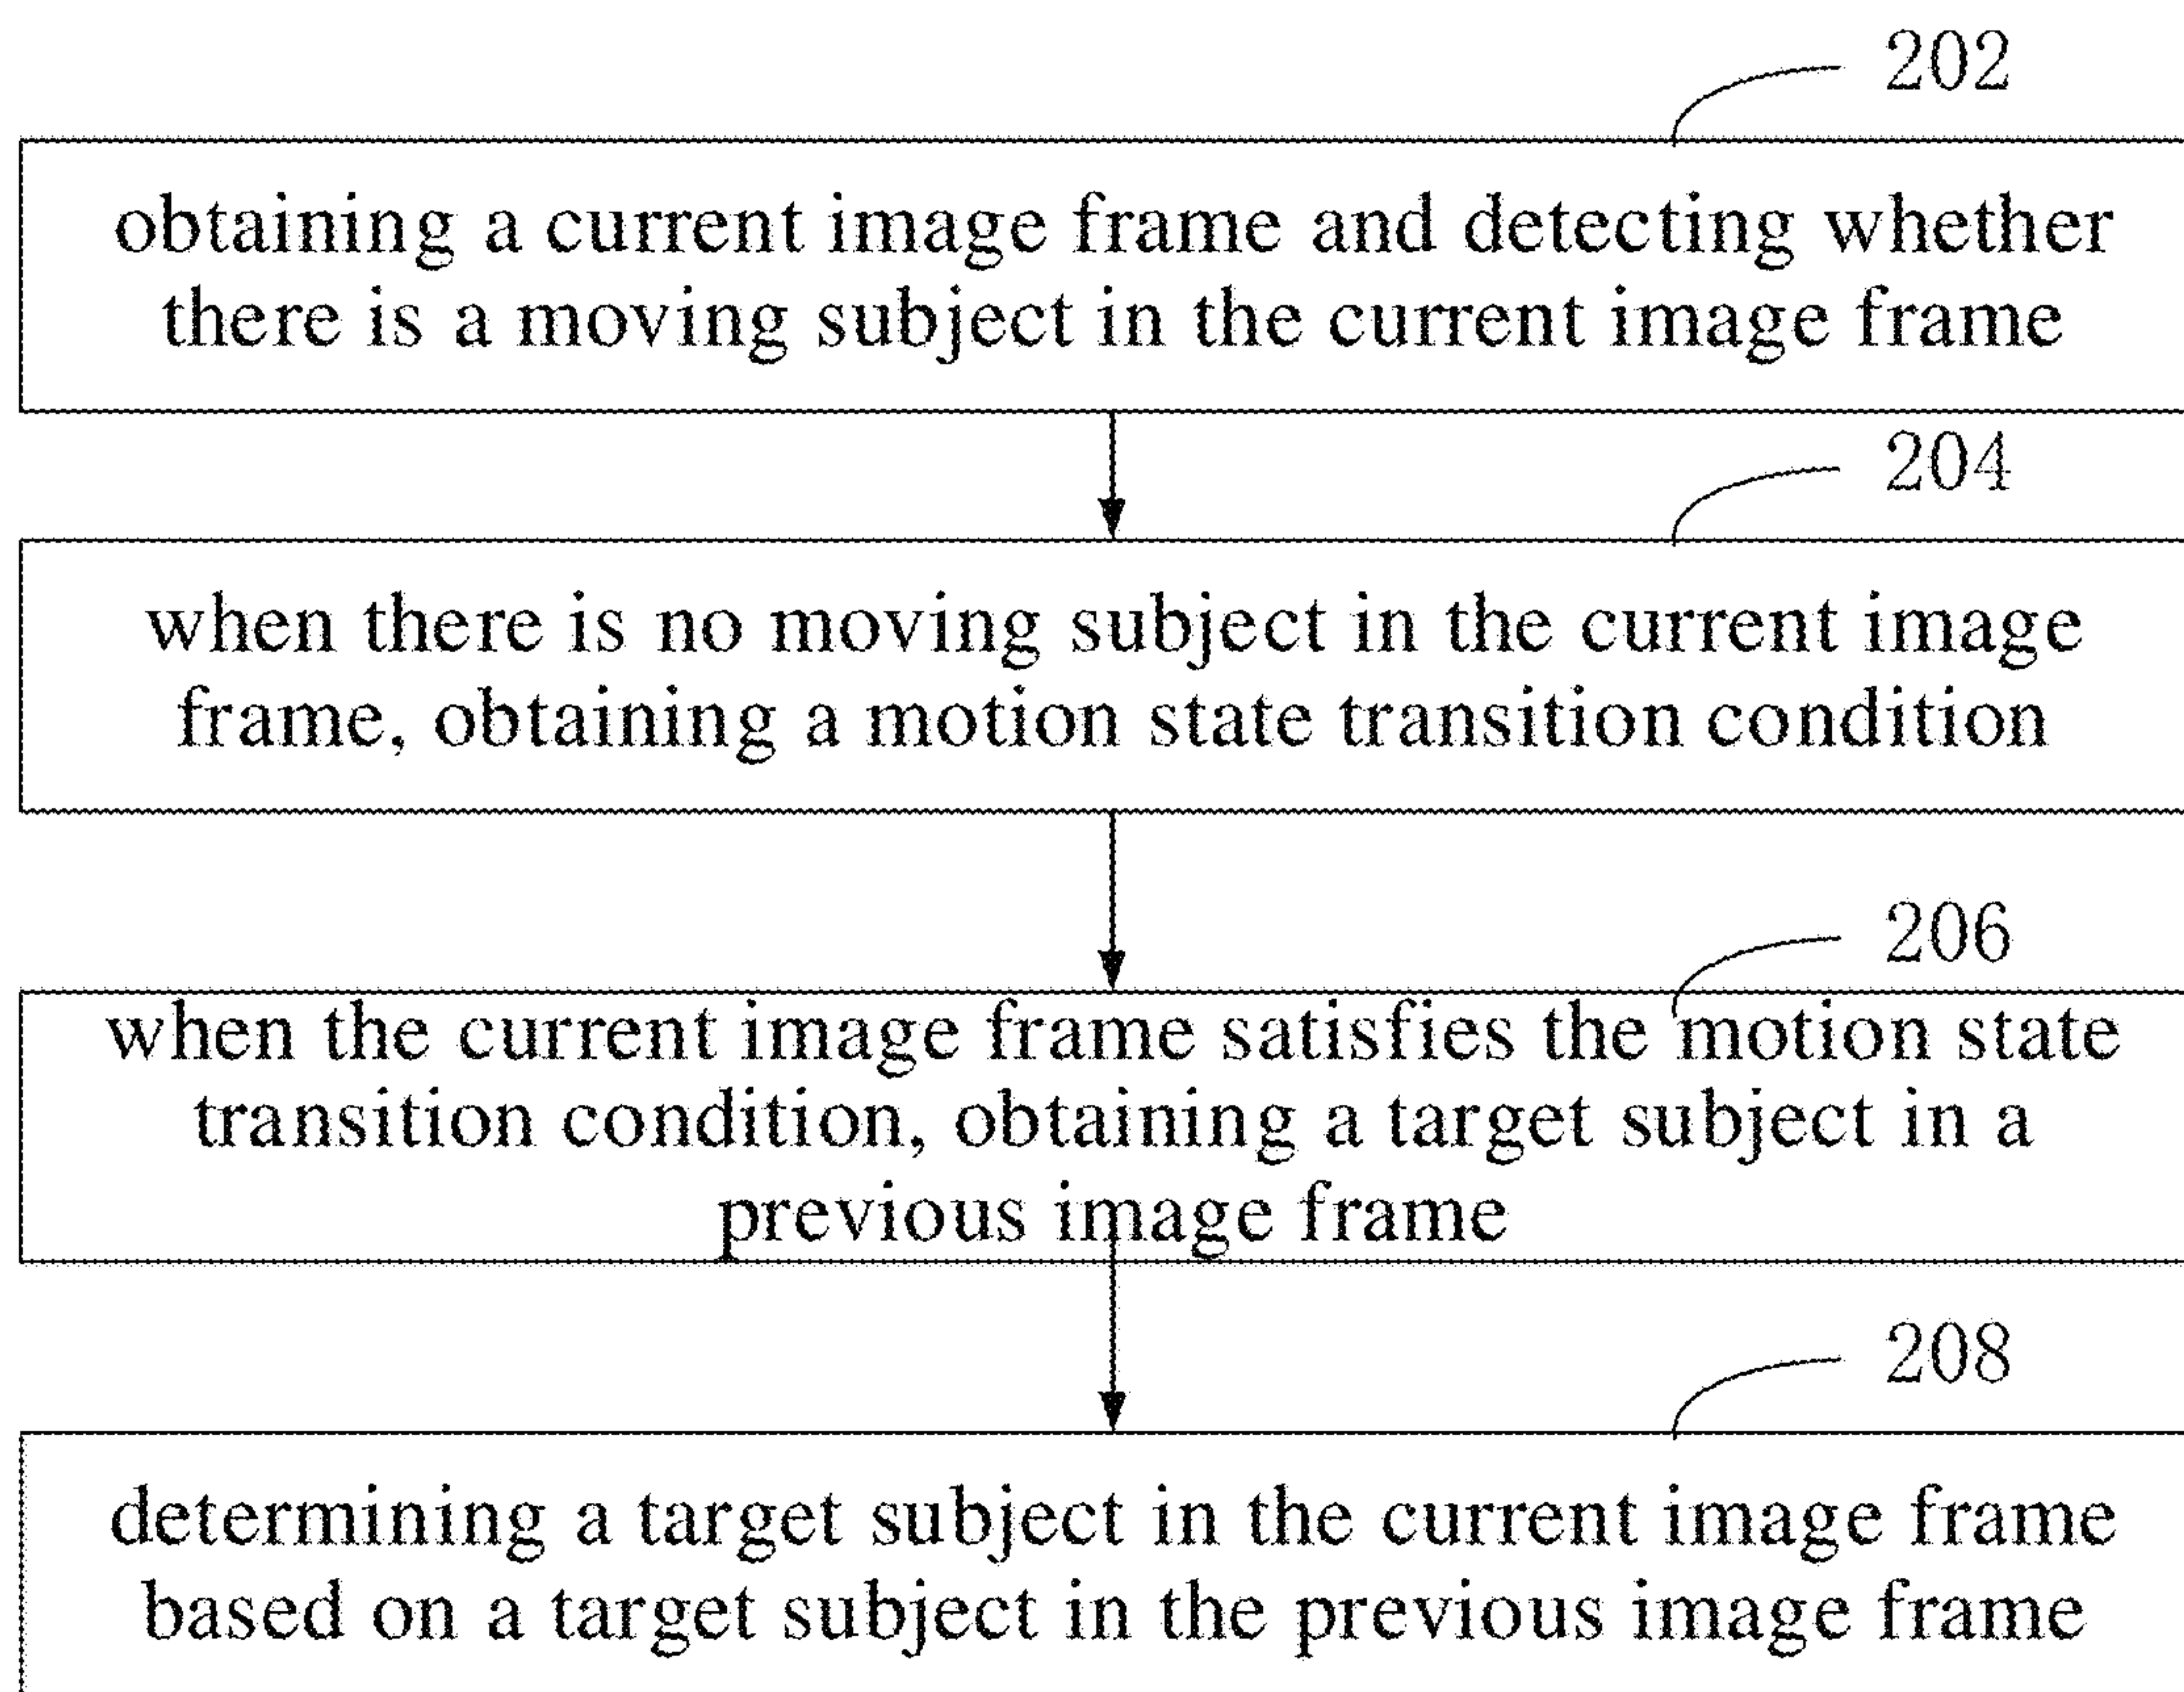 202
obtaining a current image frame and detecting whether
there is a moving subject in the current image frame
204
when there is no moving subject in the current image
frame, obtaining a motion state transition condition
206
when the current image frame satisfies the motion state
transition condition, obtaining a target subject in a
previous image frame
208
determining a target subject in the current image frame
based on a target subject in the previous image frame